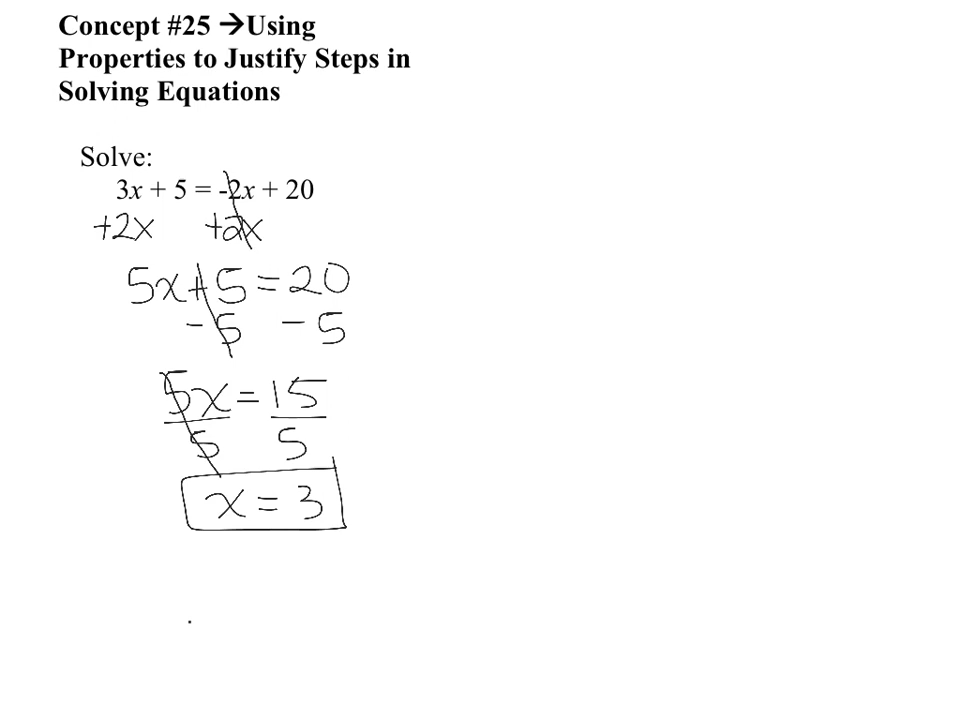 Concept #25 →Using
Properties to Justify Steps in
Solving Equations
Solve:
3x + 5 = -2x + 20
+2x +2x
5x+5=20
-5 -5
5x=15
5 5
x=3